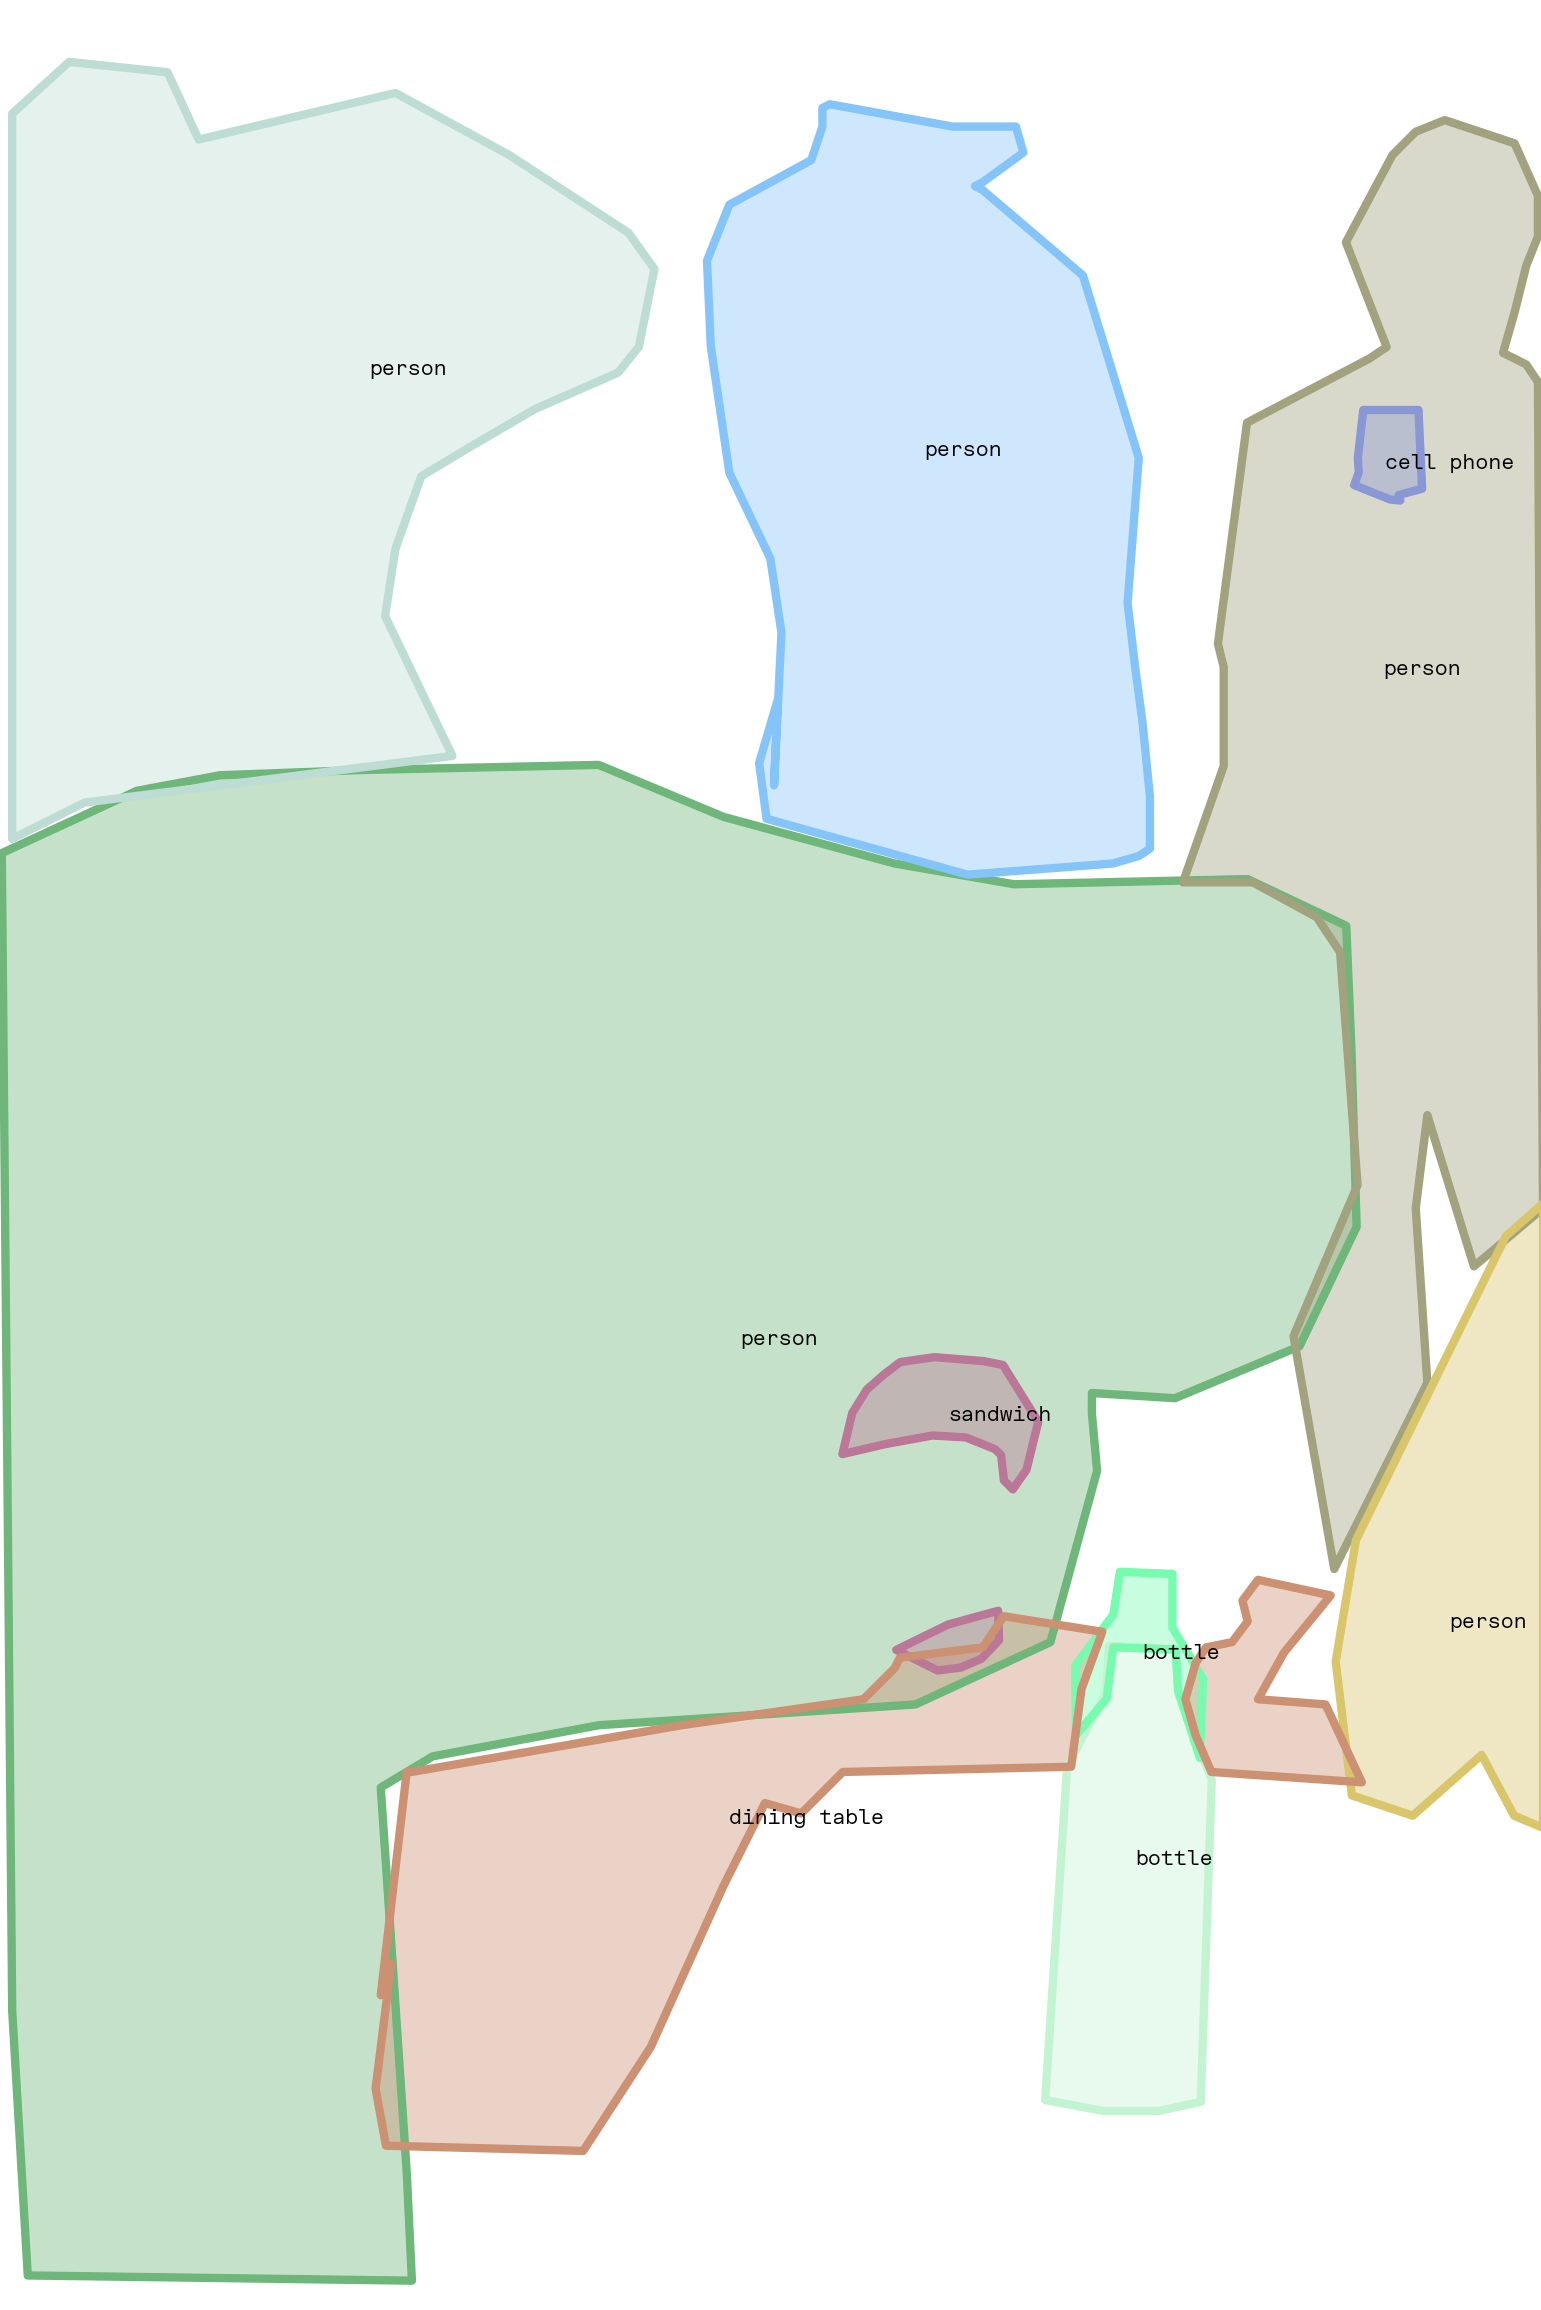 person
person
cell phone
person
person
sandwich
person
bottle
dining table
bottle